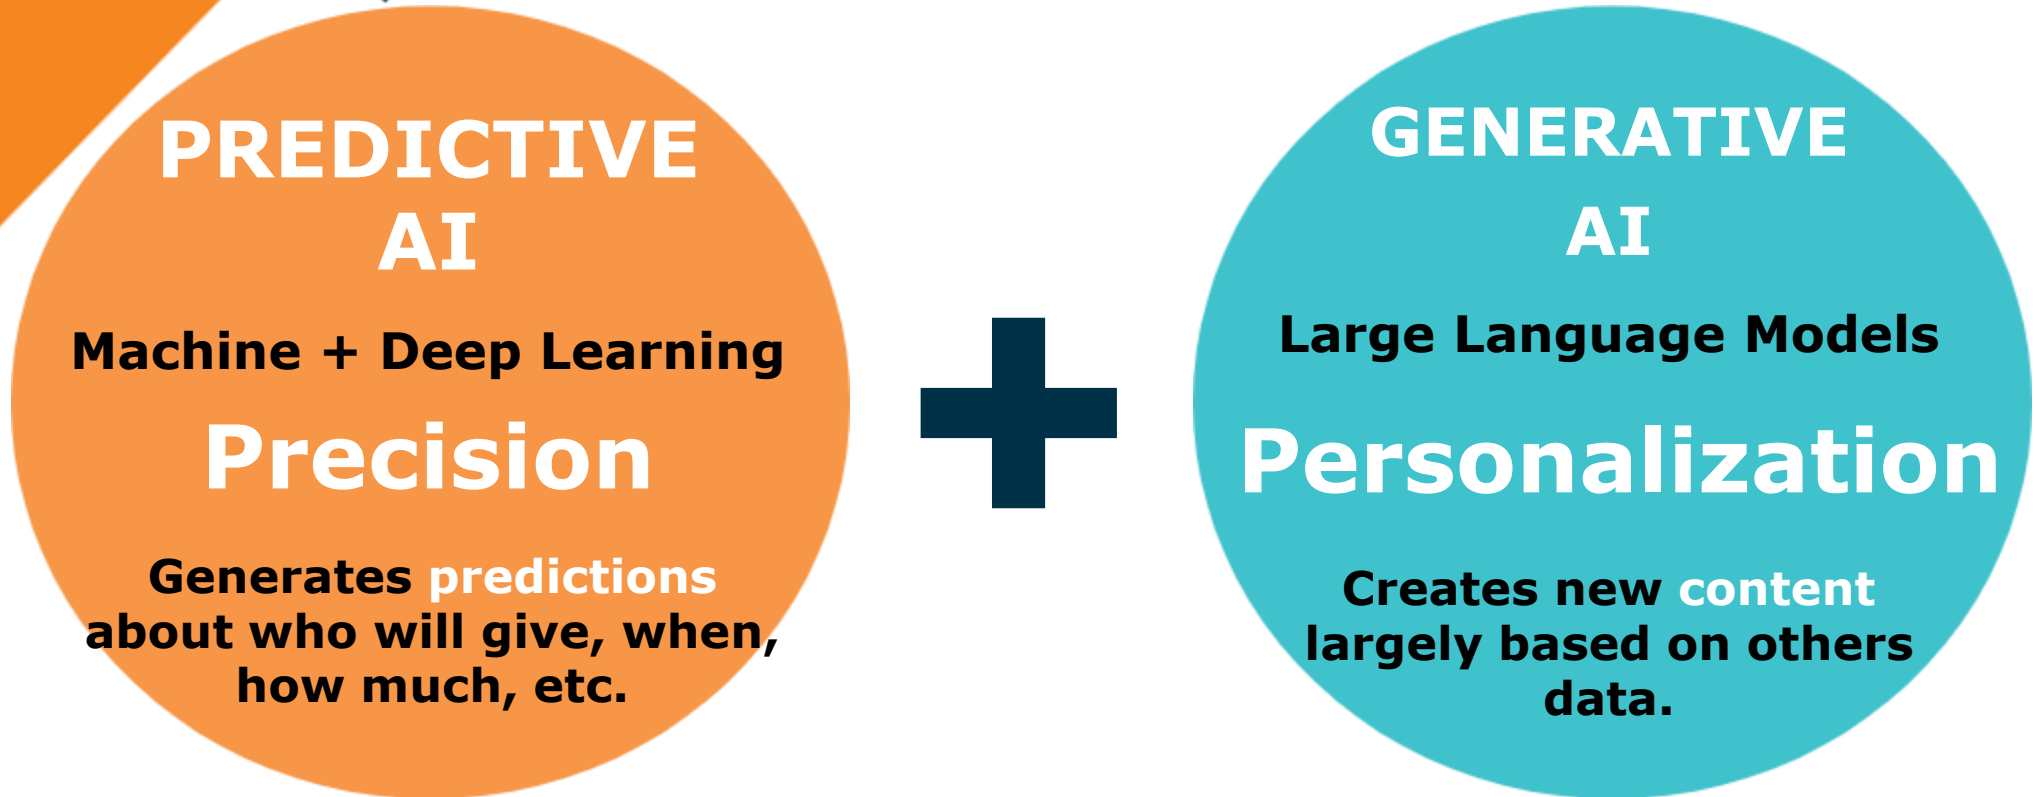 PREDICTIVE
AI
Machine + Deep Learning
Precision
Generates predictions
about who will give, when,
how much, etc.
GENERATIVE
AI
Large Language Models
Personalization
Creates new content
largely based on others
data.